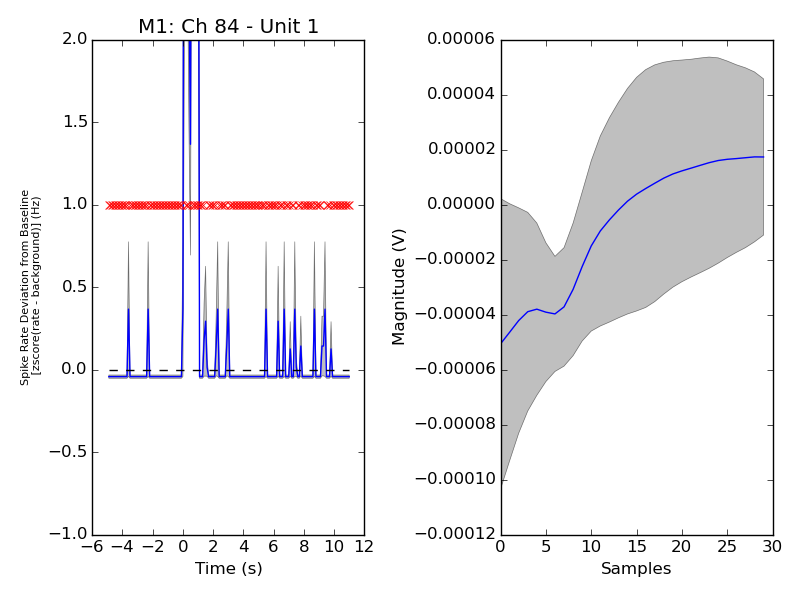 M1: Ch 84 - Unit 1
2.0
1.5
1.0
0.5
0.0
−0.5
−1.0
Spike Rate Deviation from Baseline
[zscore(rate - background)] (Hz)
−6 −4 −2 0 2 4 6 8 10 12
Time (s)
0.00006
0.00004
0.00002
0.00000
−0.00002
−0.00004
−0.00006
−0.00008
−0.00010
−0.00012
Magnitude (V)
0 5 10 15 20 25 30
Samples